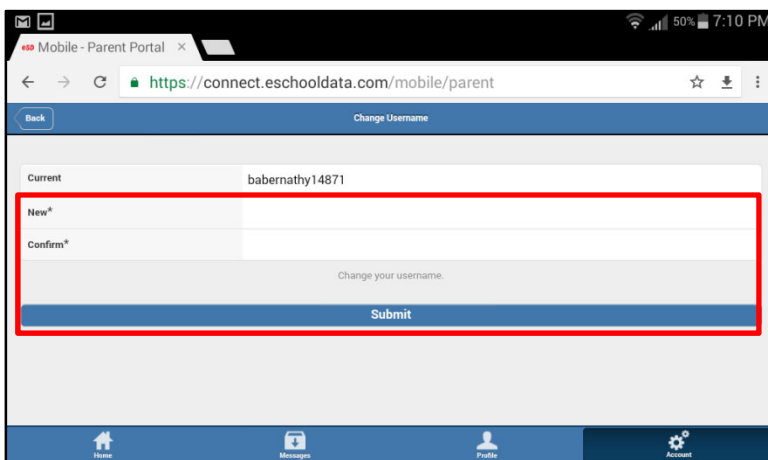 50% 7:10 PM
eSD Mobile - Parent Portal ×
https://connect.eschooldata.com/mobile/parent
Back Change Username
Current babernathy14871
New*
Confirm*
Change your username.
Submit
Home Messages Profile Account